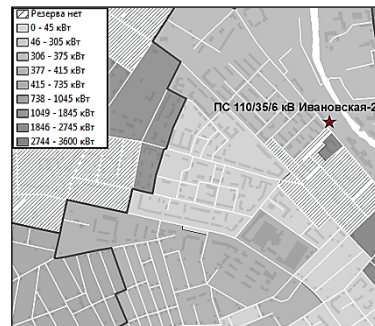 Резерва нет
0 - 45 кВт
46 - 305 кВт
306 - 375 кВт
377 - 415 кВт
415 - 735 кВт
738 - 1045 кВт
1049 - 1845 кВт
1846 - 2745 кВт
2744 - 3600 кВт
ПС 110/35/6 кВ Ивановская-2